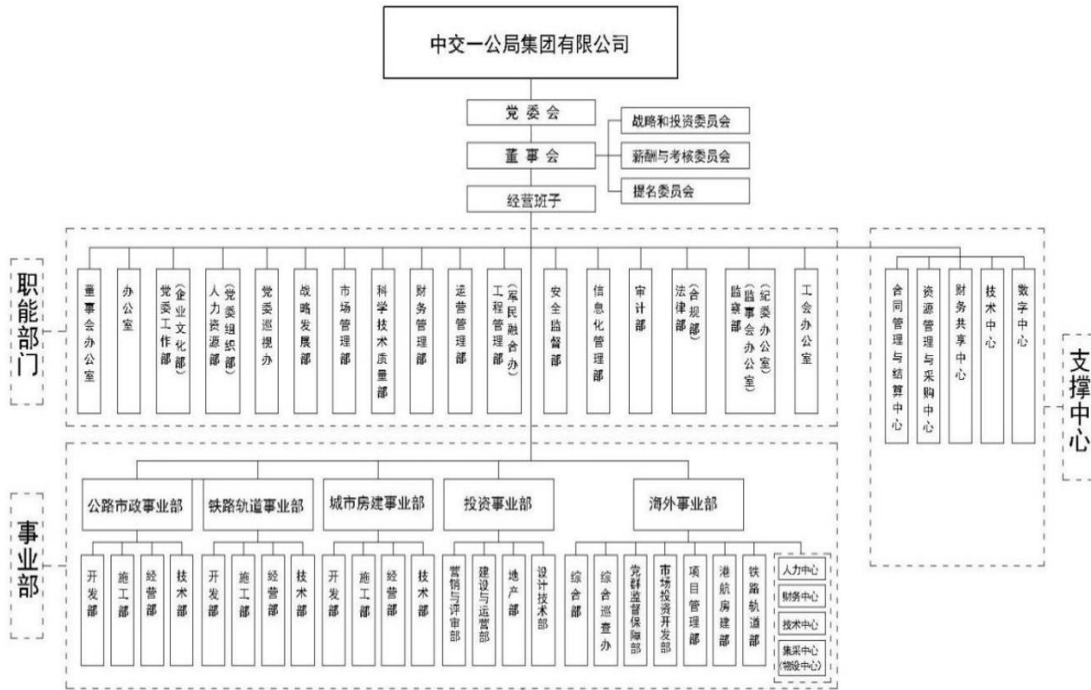 中交一公局集团有限公司
党委会
董事会
战略和投资委员会
薪酬与考核委员会
提名委员会
经营班子
职能部门
董事会办公室
办公室
党委工作部
(企业文化部)
人力资源部
(党委组织部)
党委巡视办
战略发展部
市场管理部
科学技术质量部
财务管理部
运营管理部
工程管理部
(军民融合办)
安全监督部
信息化管理部
审计部
法律部
(合规部)
监察部
(监事会办公室)
(纪委办公室)
工会办公室
合同管理与结算中心
资源管理与采购中心
财务共享中心
技术中心
数字中心
支撑中心
事业部
公路市政事业部
铁路轨道事业部
城市房建事业部
投资事业部
海外事业部
开发部
施工部
经营部
技术部
开发部
施工部
经营部
技术部
开发部
施工部
经营部
技术部
营销与评审部
建设与运营部
地产部
设计技术部
综合部
综合巡查办
党群监督保障部
市场投资开发部
项目管理部
港航房建部
铁路轨道部
人力中心
财务中心
技术中心
集采中心
(物设中心)